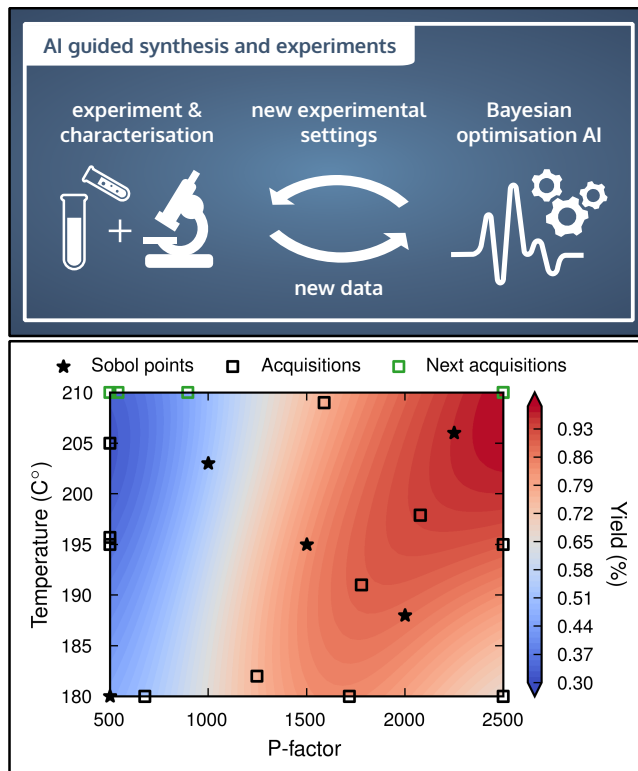 AI guided synthesis and experiments
experiment &
characterisation
new experimental
settings
Bayesian
optimisation AI
+
new data
Sobol points
Acquisitions
Next acquisitions
210
205
200
195
190
185
180
Temperature (C°)
500
1000
1500
2000
2500
P-factor
0.93
0.86
0.79
0.72
0.65
0.58
0.51
0.44
0.37
0.30
Yield (%)